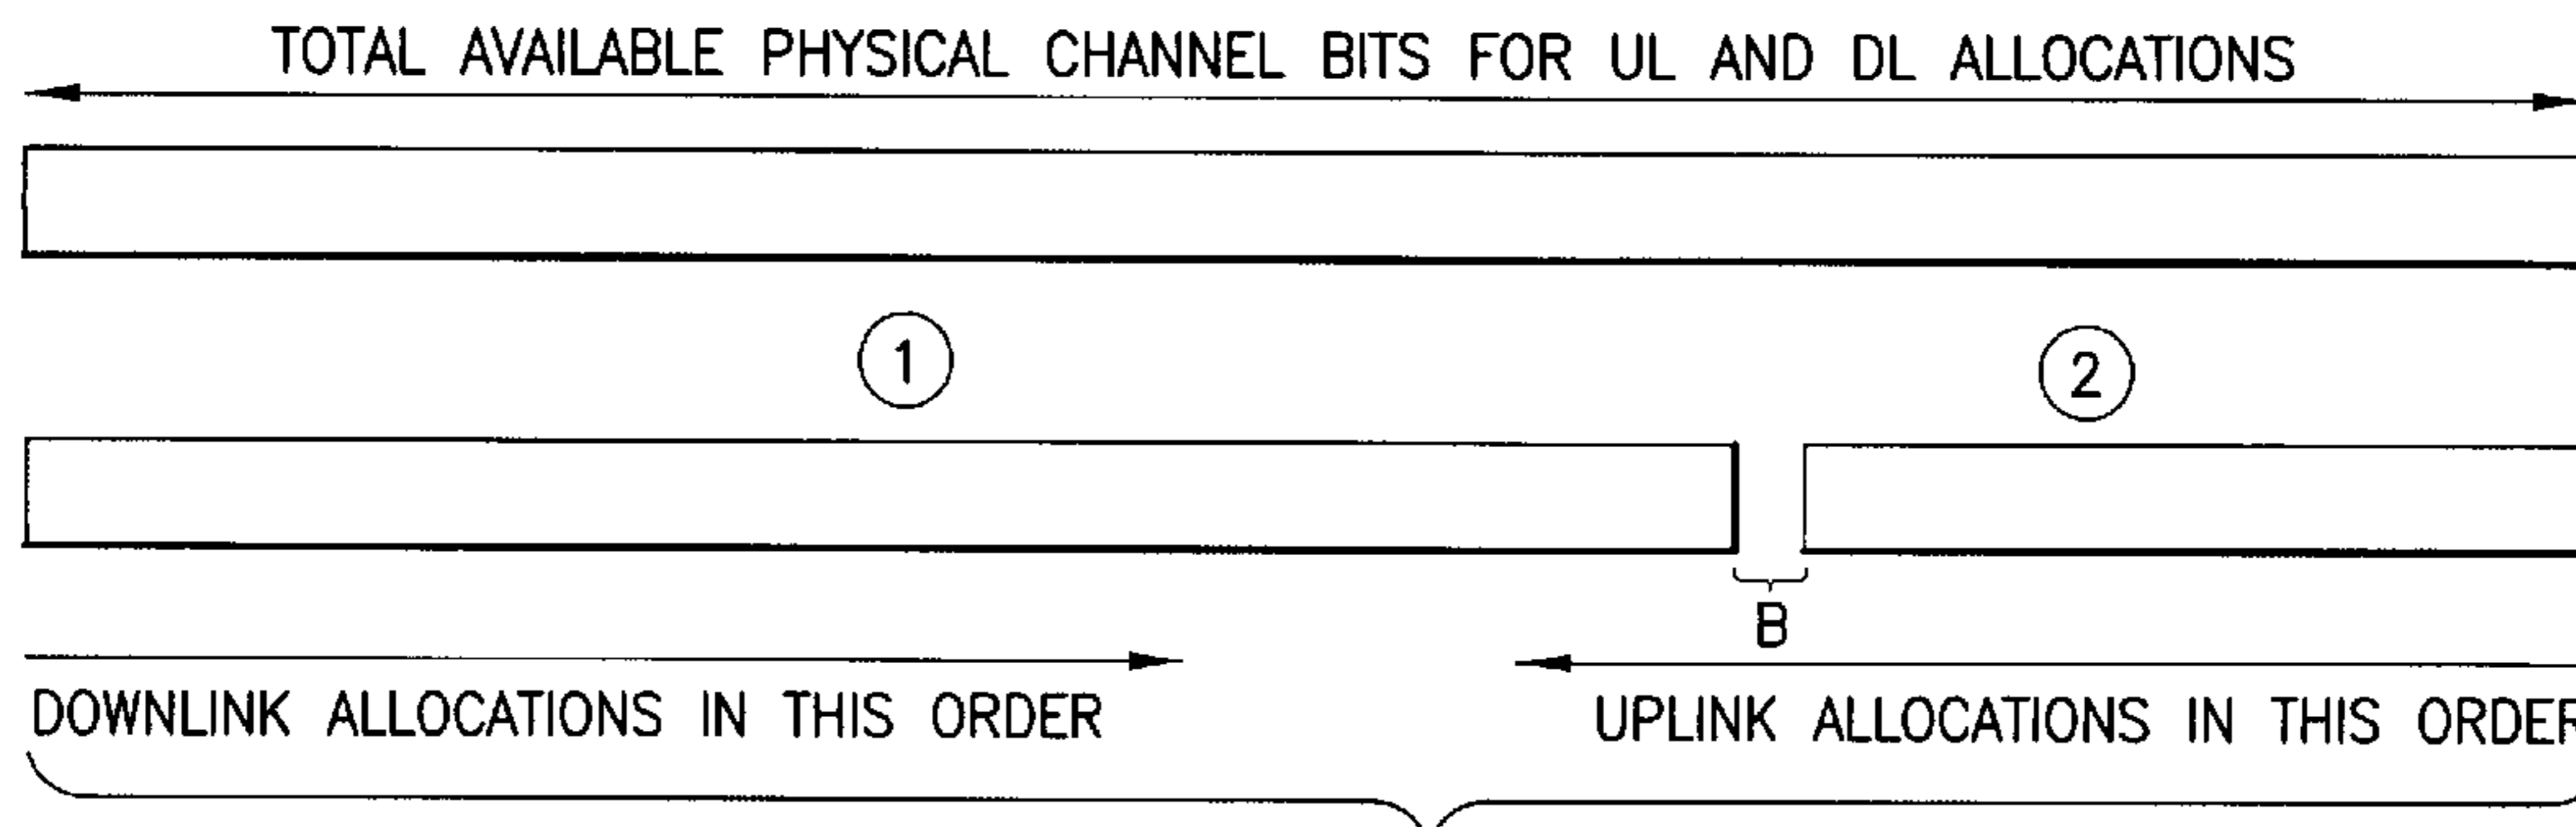 TOTAL AVAILABLE PHYSICAL CHANNEL BITS FOR UL AND DL ALLOCATIONS
1
2
B
DOWNLINK ALLOCATIONS IN THIS ORDER
UPLINK ALLOCATIONS IN THIS ORDER